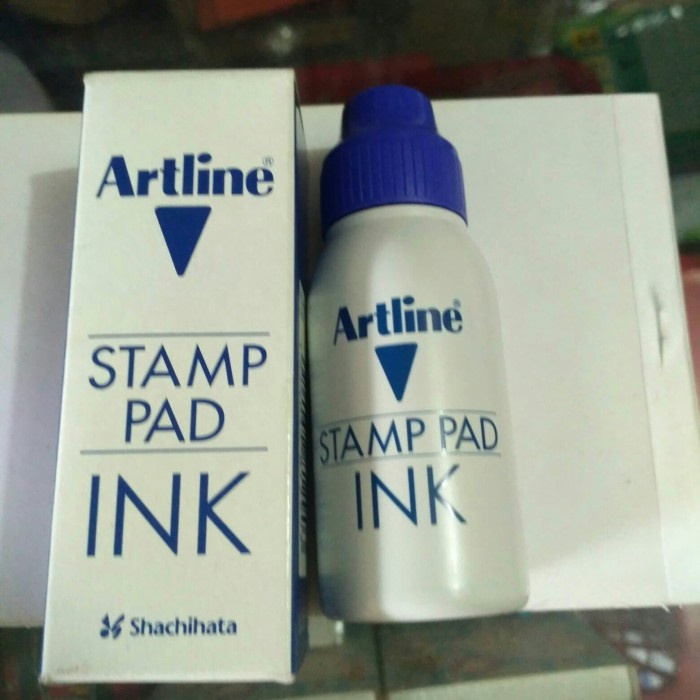 Artline®
STAMP
PAD
INK
Shachihata
Artline®
STAMP PAD
INK